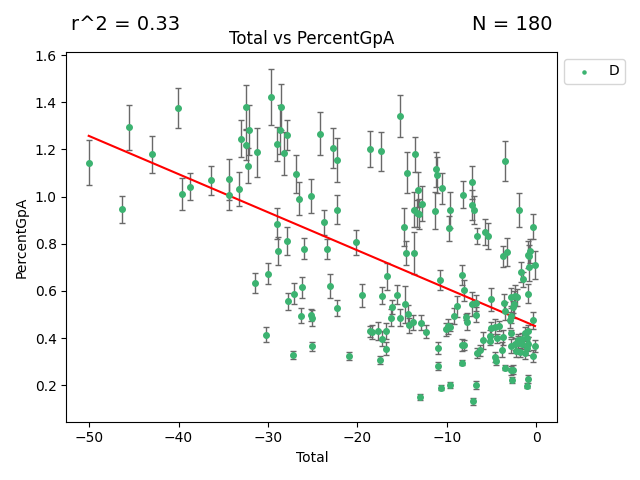 r^2 = 0.33
N = 180
Total vs PercentGpA
D
PercentGpA
1.6
1.4
1.2
1.0
0.8
0.6
0.4
0.2
−50
−40
−30
−20
−10
0
Total